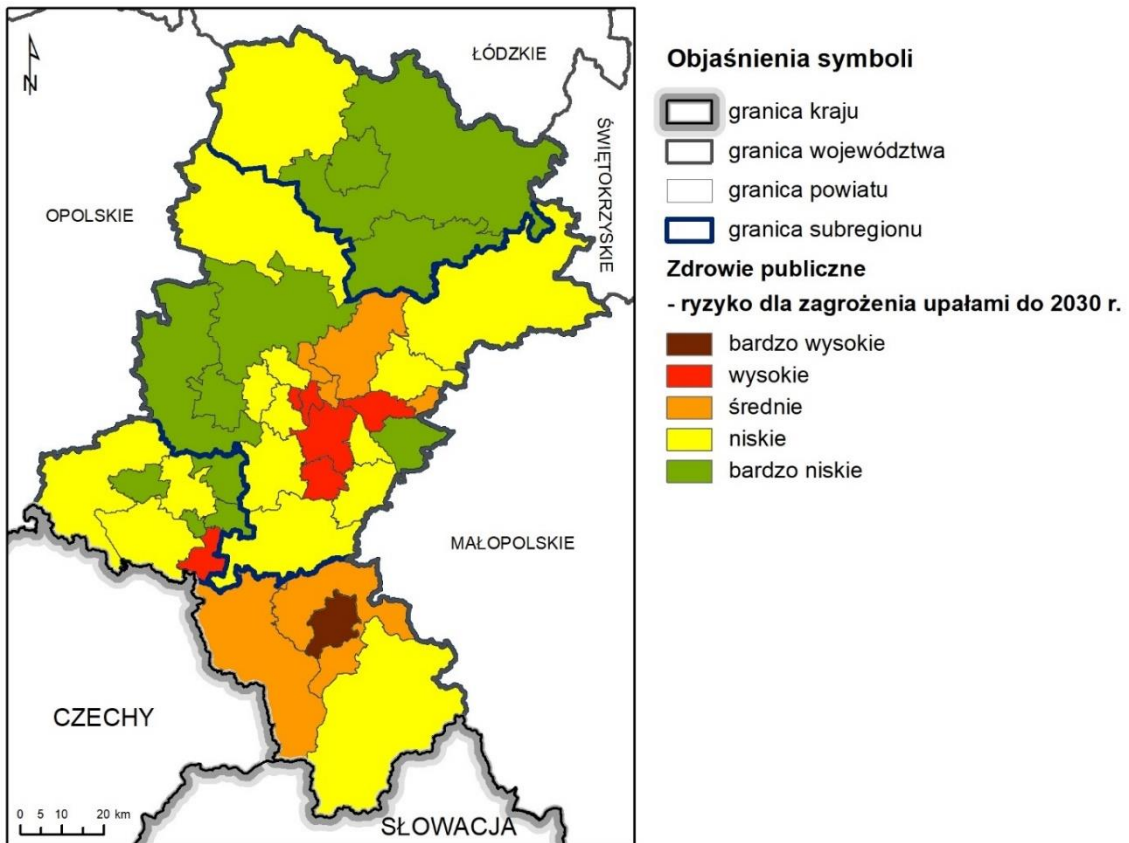 N
ŁÓDZKIE
ŚWIĘTOKRZYSKIE
OPOLSKIE
MAŁOPOLSKIE
CZECHY
SŁOWACJA
0 5 10 20 km
Objaśnienia symboli
granica kraju
granica województwa
granica powiatu
granica subregionu
Zdrowie publiczne
- ryzyko dla zagrożenia upałami do 2030 r.
bardzo wysokie
wysokie
średnie
niskie
bardzo niskie